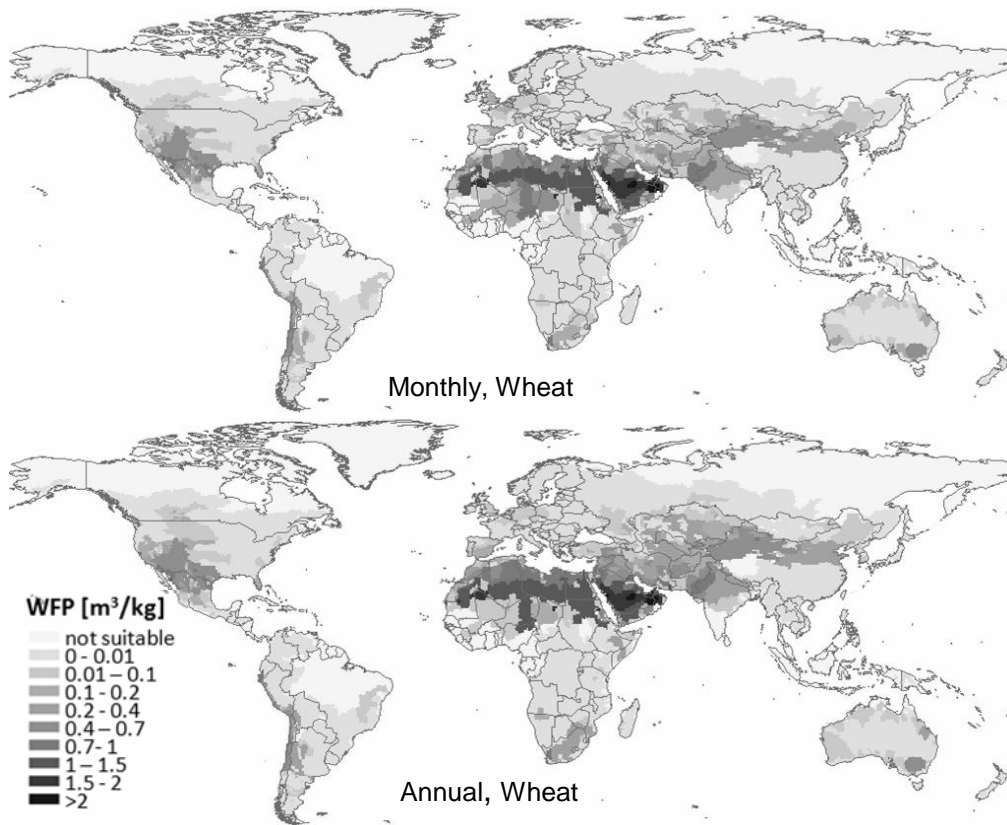 Monthly, Wheat
WFP [m³/kg]
not suitable
0 - 0.01
0.01 – 0.1
0.1 - 0.2
0.2 - 0.4
0.4 – 0.7
0.7- 1
1 – 1.5
1.5 - 2
>2
Annual, Wheat